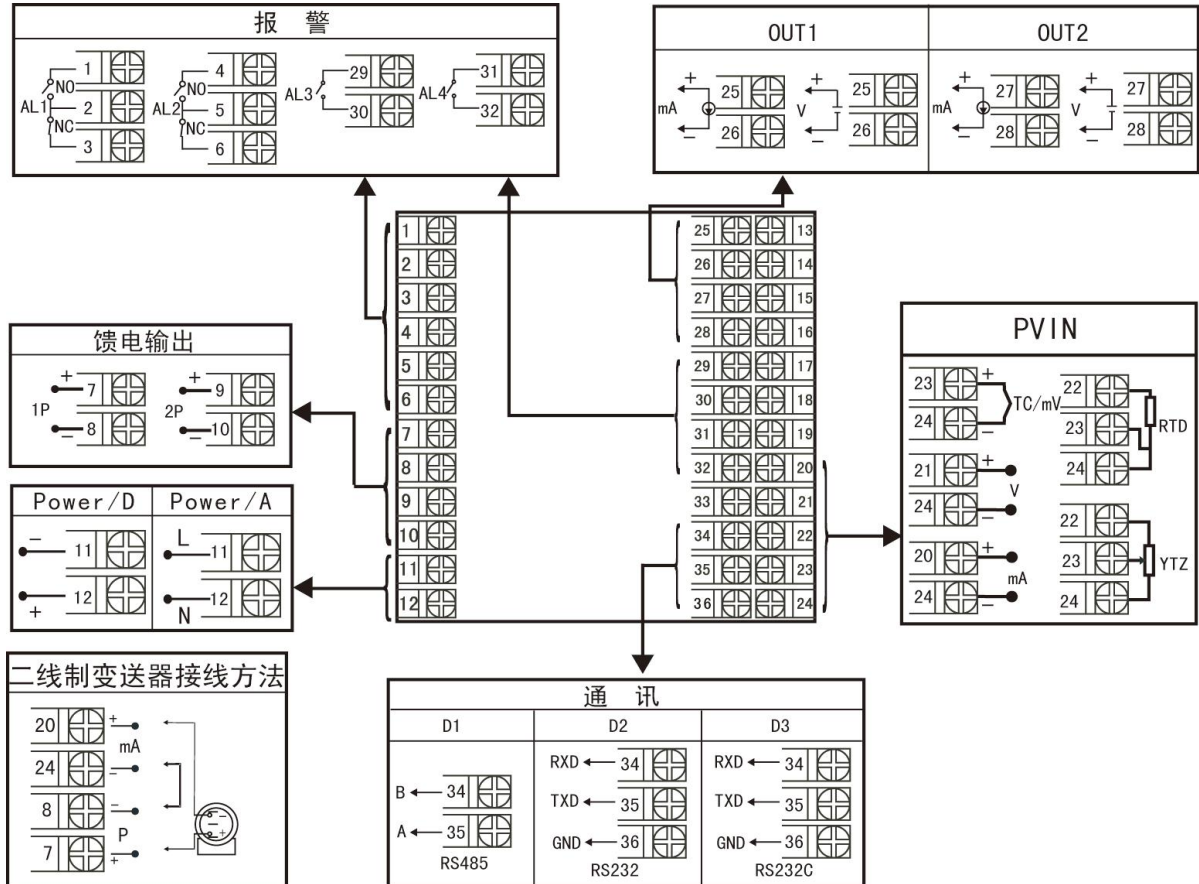 报 警
1
NO
AL1
2
NC
3
4
NO
AL2
5
NC
6
29
AL3
30
31
AL4
32
OUT1
OUT2
+
mA
25
26
-
+
V
25
26
-
+
mA
27
28
-
+
V
27
28
-
1
2
3
4
5
6
7
8
9
10
11
12
25 13
26 14
27 15
28 16
29 17
30 18
31 19
32 20
33 21
34 22
35 23
36 24
馈电输出
+ 7
1P
- 8
+ 9
2P
- 10
Power/D
Power/A
- 11
+ 12
L 11
N 12
PVIN
23 +
TC/mV
24 -
21 +
V
24 -
20 +
mA
24 -
22
23
RTD
24
22
23
YTZ
24
二线制变送器接线方法
20 +
mA
24 -
8 -
P
7 +
-
-
+
通 讯
D1
D2
D3
B 34
A 35
RS485
RXD 34
TXD 35
GND 36
RS232
RXD 34
TXD 35
GND 36
RS232C